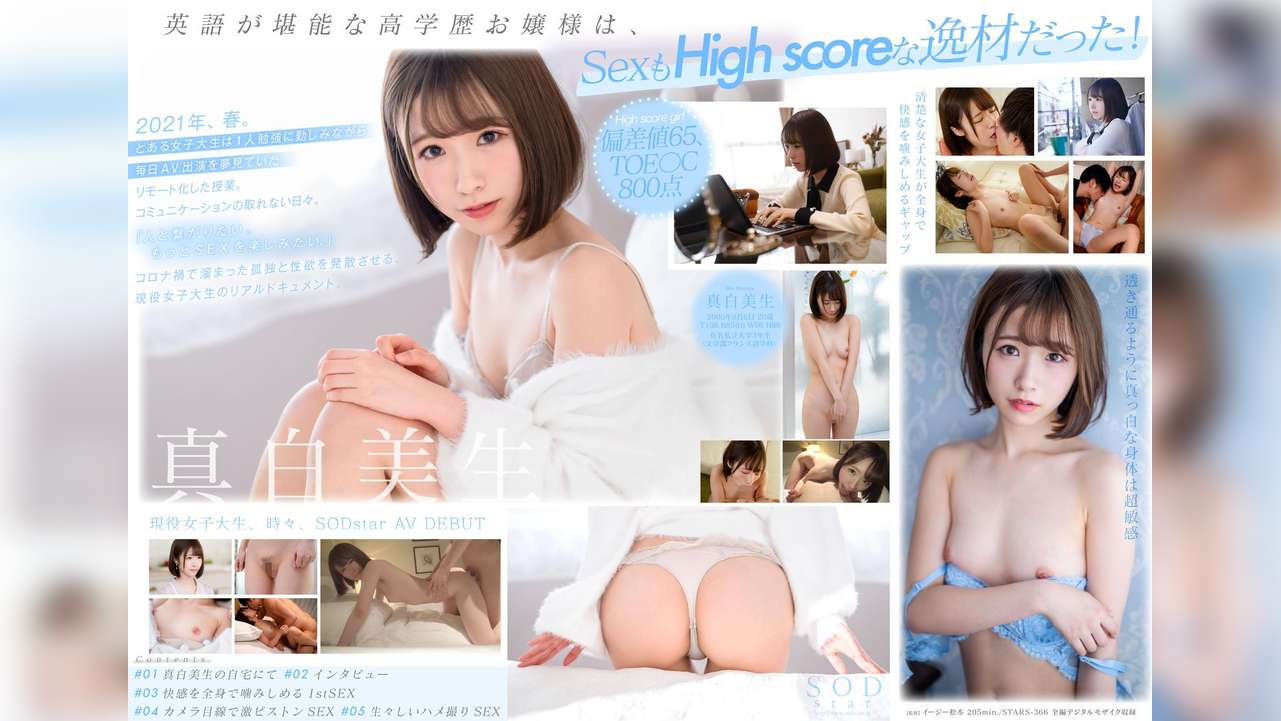 英語が堪能な高学歴お嬢様は、
SexもHigh scoreな逸材だった!
2021年、春。
とある女子大生は1人勉強に勤しみながら
毎日AV出演を夢見ていた。
リモート化した授業。
コミュニケーションの取れない日々。
「人と繋がりたい。
もっとSEXを楽しみたい。」
コロナ禍で溜まった孤独と性欲を発散させる、
現役女子大生のリアルドキュメント。
High score girl
偏差値65、
TOE〇C
800点
清楚な女子大生が全身で
快感を噛みしめるギャップ
真白美生
透き通るように真っ白な身体は超敏感
真白美生
現役女子大生、時々、SODstar AV DEBUT
Contents
#01 真白美生の自宅にて #02 インタビュー
#03 快感を全身で噛みしめる 1stSEX
#04 カメラ目線で激ピストンSEX #05 生々しいハメ撮りSEX
SOD
star
[監督] イージー松本 205min./STARS-366 全編デジタルモザイク収録